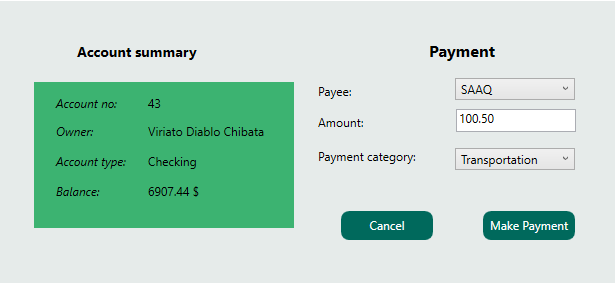 Account summary
Account no: 43
Owner: Viriato Diablo Chibata
Account type: Checking
Balance: 6907.44 $
Payment
Payee: SAAQ
Amount: 100.50
Payment category: Transportation
Cancel
Make Payment